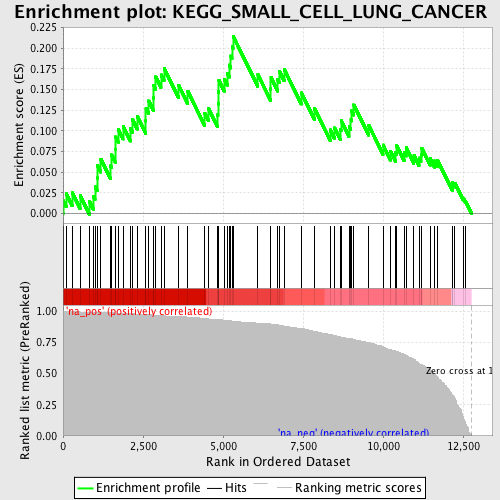 Enrichment plot: KEGG_SMALL_CELL_LUNG_CANCER
Enrichment score (ES)
0.225
0.200
0.175
0.150
0.125
0.100
0.075
0.050
0.025
0.000
'na_pos' (positively correlated)
Ranked list metric (PreRanked)
1.00
0.75
0.50
0.25
0.00
Zero cross at 1
'na_neg' (negatively correlated)
0
2,500
5,000
7,500
10,000
12,500
Rank in Ordered Dataset
Enrichment profile
Hits
Ranking metric scores